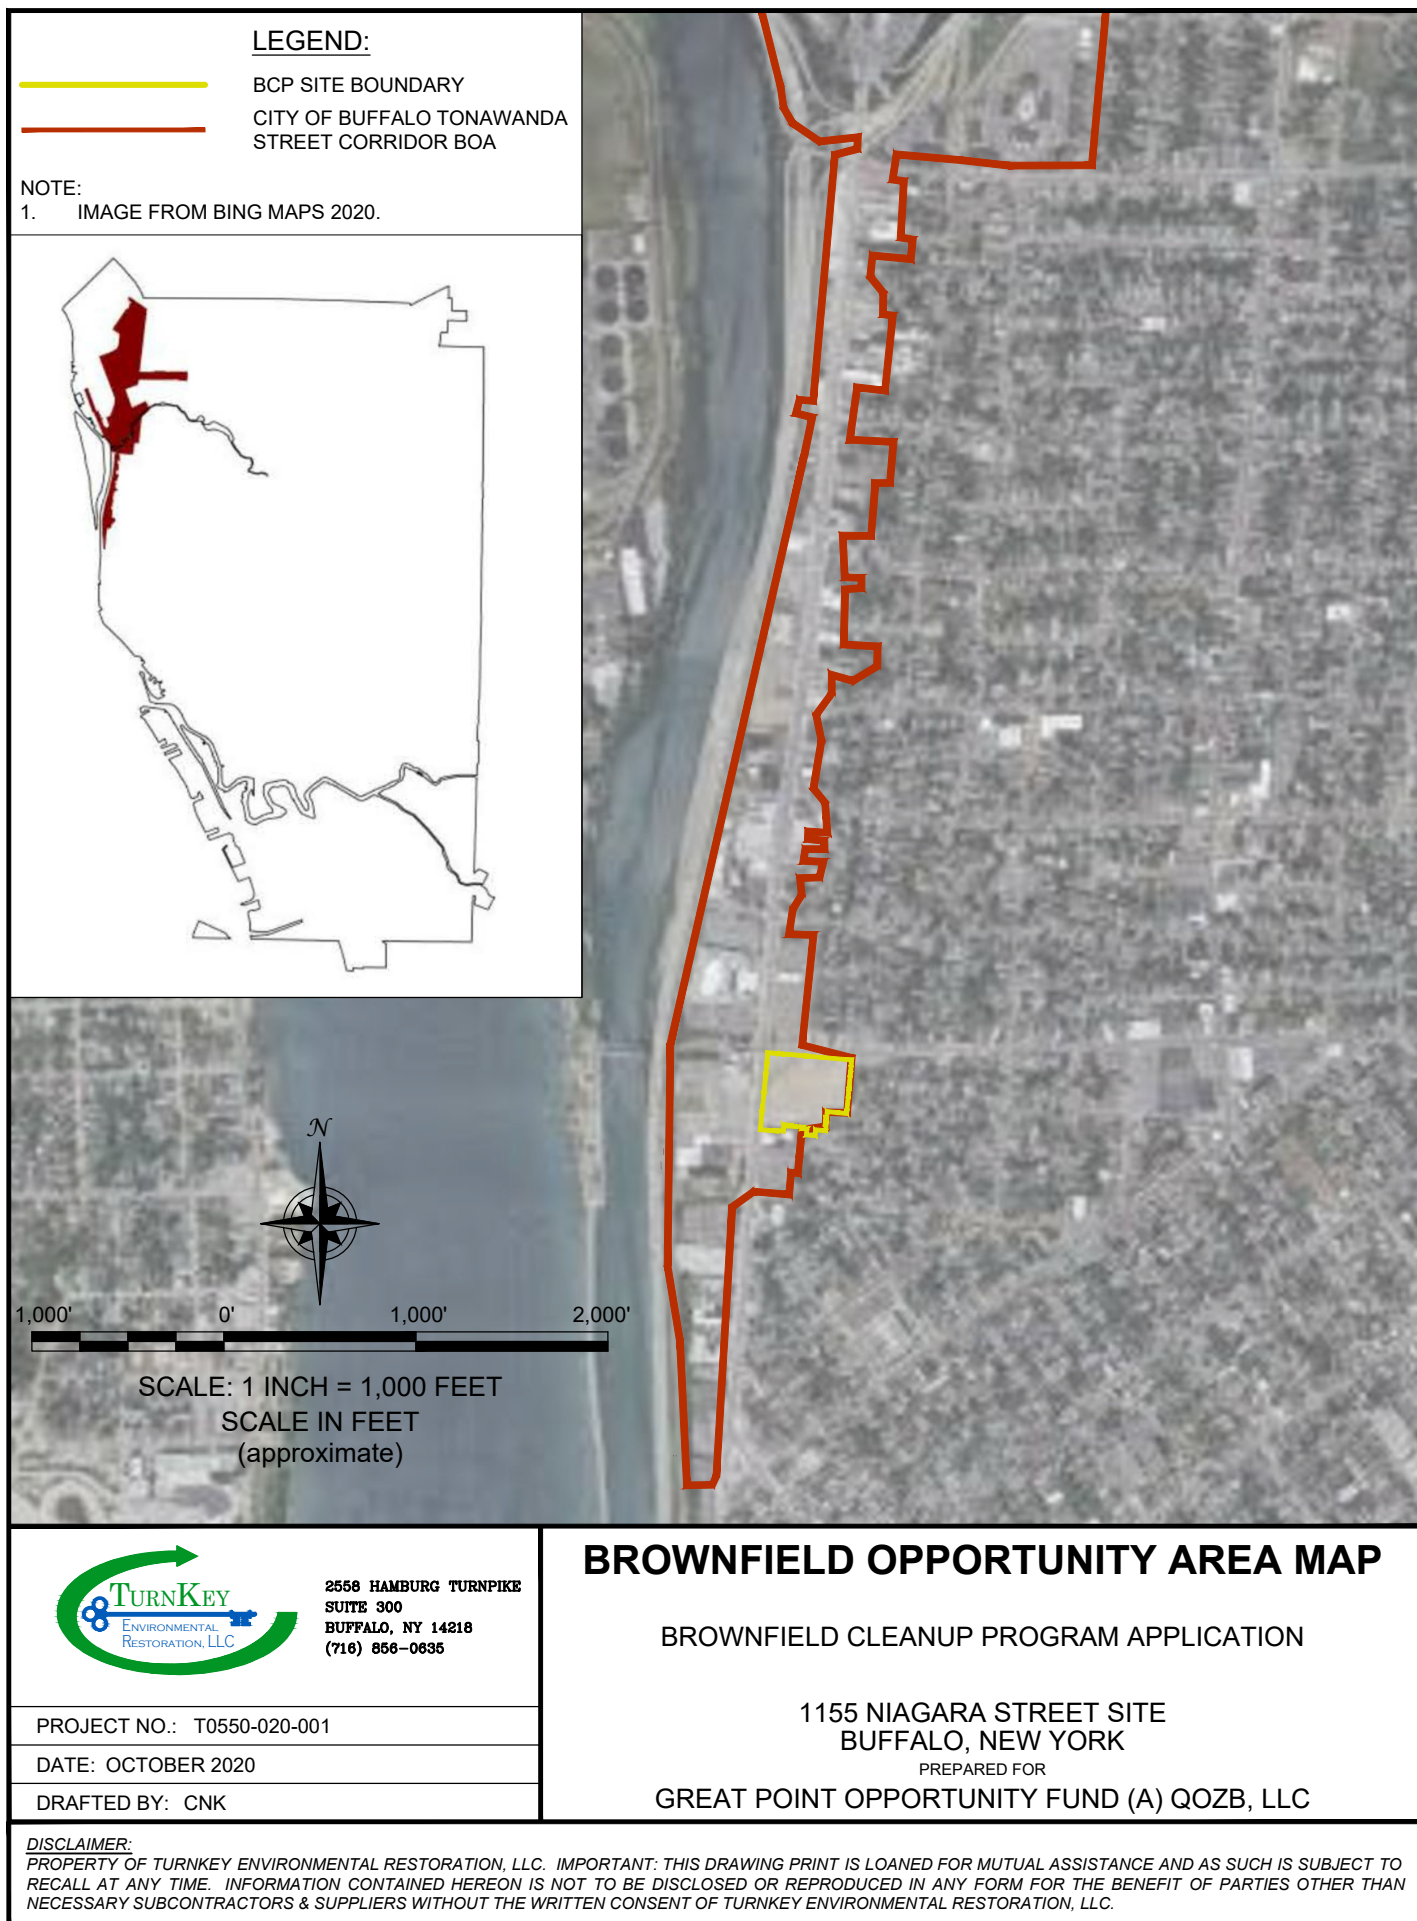 LEGEND:
BCP SITE BOUNDARY
CITY OF BUFFALO TONAWANDA
STREET CORRIDOR BOA
NOTE:
1. IMAGE FROM BING MAPS 2020.
N
1,000' 0' 1,000' 2,000'
SCALE: 1 INCH = 1,000 FEET
SCALE IN FEET
(approximate)
TURNKEY
ENVIRONMENTAL
RESTORATION, LLC
2558 HAMBURG TURNPIKE
SUITE 300
BUFFALO, NY 14218
(716) 856-0635
PROJECT NO.: T0550-020-001
DATE: OCTOBER 2020
DRAFTED BY: CNK
BROWNFIELD OPPORTUNITY AREA MAP
BROWNFIELD CLEANUP PROGRAM APPLICATION
1155 NIAGARA STREET SITE
BUFFALO, NEW YORK
PREPARED FOR
GREAT POINT OPPORTUNITY FUND (A) QOZB, LLC
DISCLAIMER:
PROPERTY OF TURNKEY ENVIRONMENTAL RESTORATION, LLC. IMPORTANT: THIS DRAWING PRINT IS LOANED FOR MUTUAL ASSISTANCE AND AS SUCH IS SUBJECT TO
RECALL AT ANY TIME. INFORMATION CONTAINED HEREON IS NOT TO BE DISCLOSED OR REPRODUCED IN ANY FORM FOR THE BENEFIT OF PARTIES OTHER THAN
NECESSARY SUBCONTRACTORS & SUPPLIERS WITHOUT THE WRITTEN CONSENT OF TURNKEY ENVIRONMENTAL RESTORATION, LLC.